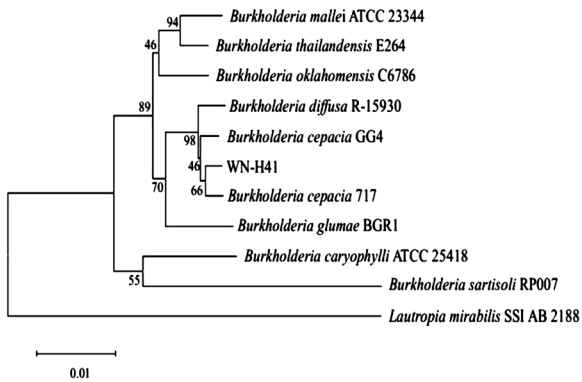 94
Burkholderia mallei ATCC 23344
46
Burkholderia thailandensis E264
Burkholderia oklahomensis C6786
89
Burkholderia diffusa R-15930
98
Burkholderia cepacia GG4
46
WN-H41
70
66
Burkholderia cepacia 717
Burkholderia glumae BGR1
Burkholderia caryophylli ATCC 25418
55
Burkholderia sartisoli RP007
Lautropia mirabilis SSI AB 2188
0.01